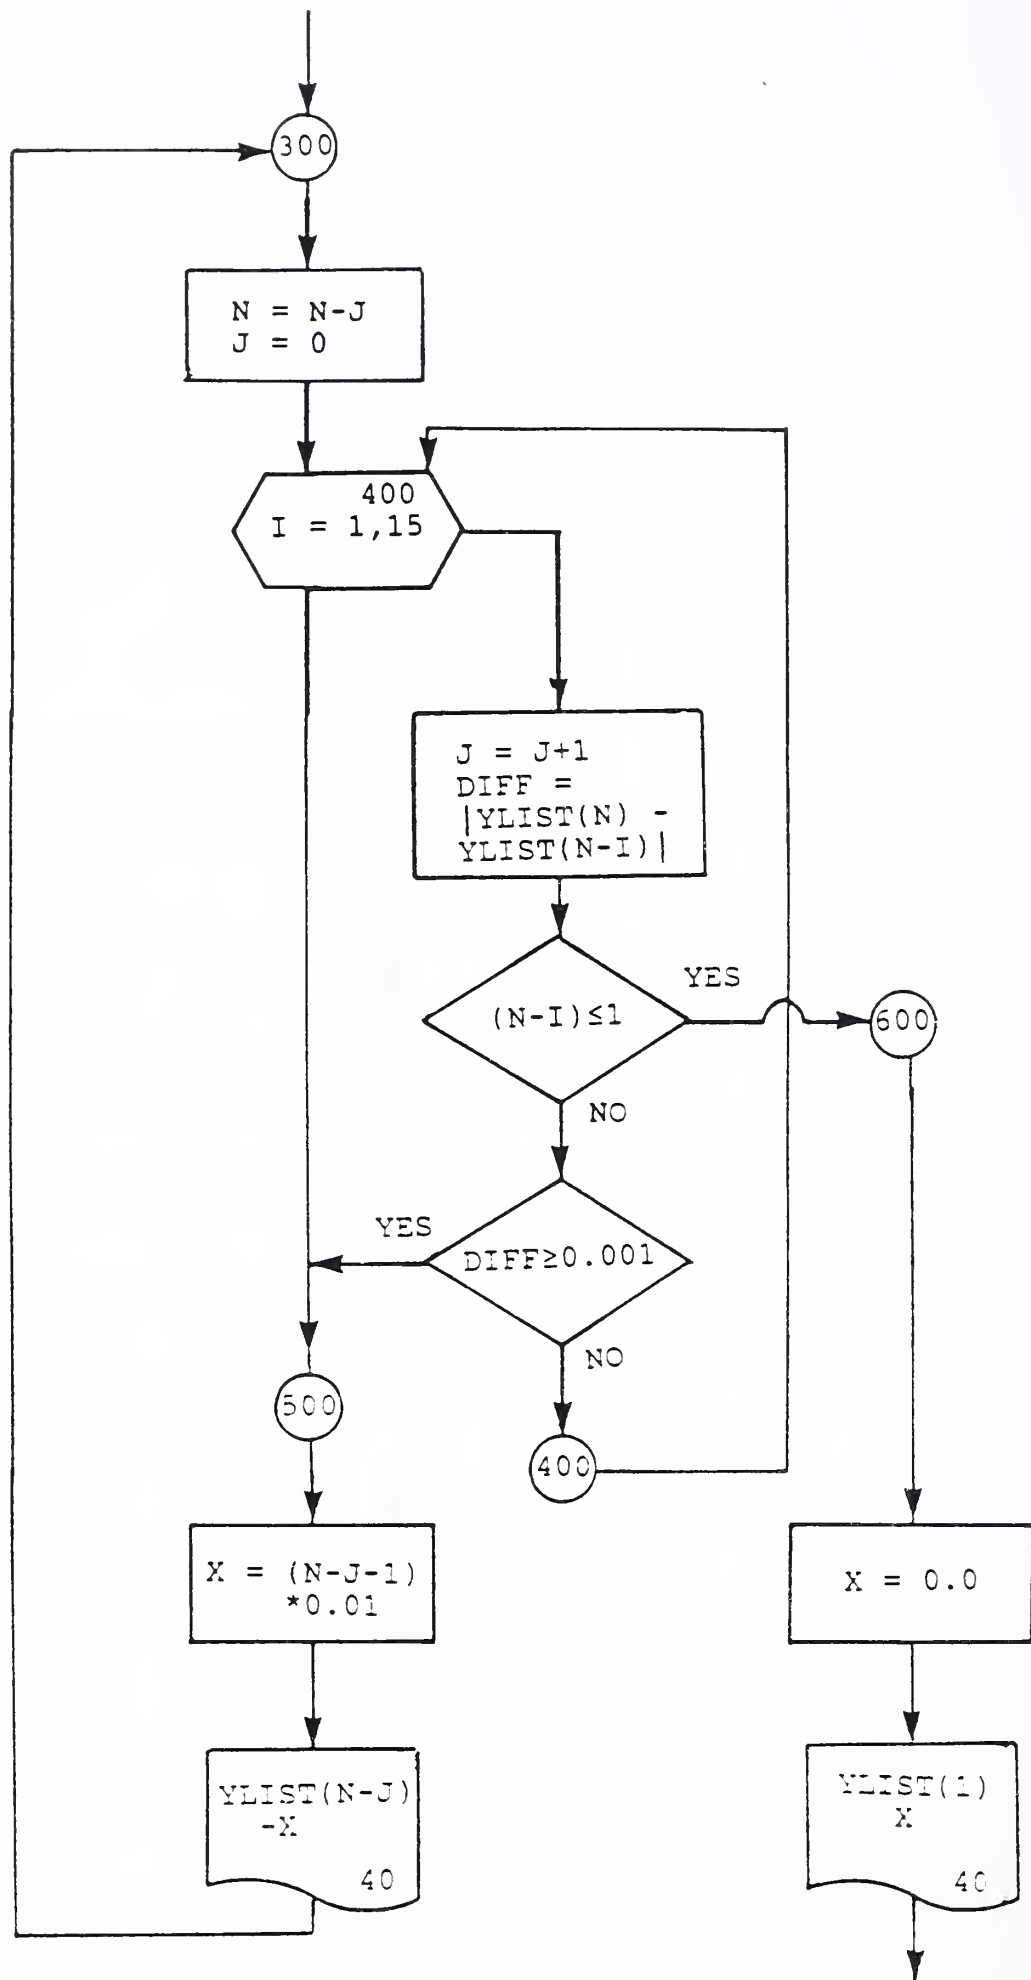 300
N = N-J
J = 0
400
I = 1,15
J = J+1
DIFF =
|YLIST(N) -
YLIST(N-I)|
(N-I)≤1
YES
600
NO
DIFF≥0.001
YES
NO
500
400
X = (N-J-1)
*0.01
X = 0.0
YLIST(N-J)
-X
40
YLIST(1)
X
40